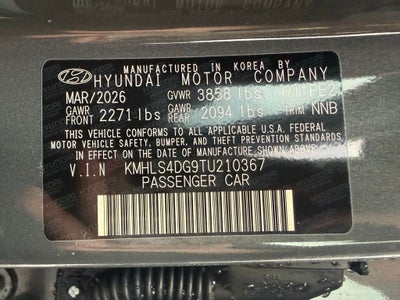 MANUFACTURED IN KOREA BY
HYUNDAI MOTOR COMPANY
MAR/2026 GVWR 3858 lbs. PAINT PE2
GAWR FRONT 2271 lbs GAWR REAR 2094 lbs TRIM NNB
THIS VEHICLE CONFORMS TO ALL APPLICABLE U.S.A. FEDERAL
MOTOR VEHICLE SAFETY, BUMPER, AND THEFT PREVENTION
STANDARDS IN EFFECT ON THE DATE OF MANUFACTURE SHOWN ABOVE.
V.I.N KMHLS4DG9TU210367
PASSENGER CAR